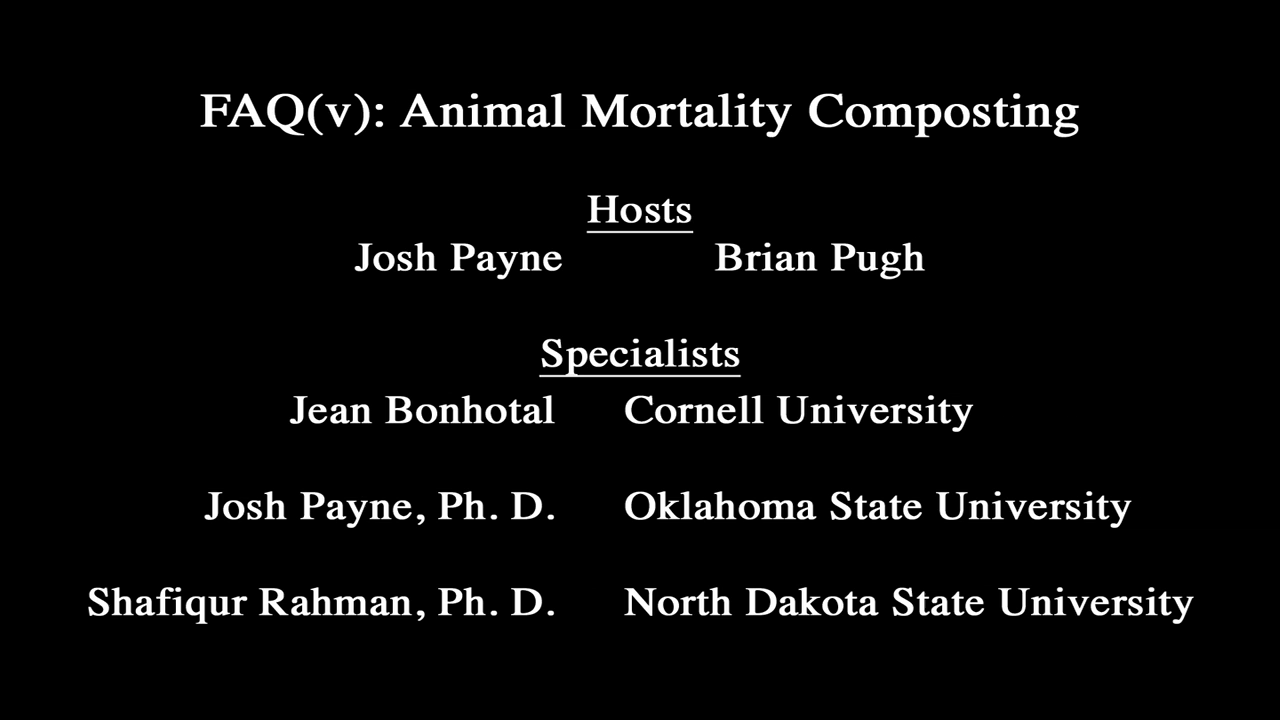 FAQ(v): Animal Mortality Composting
Hosts
Josh Payne Brian Pugh
Specialists
Jean Bonhotal Cornell University
Josh Payne, Ph. D. Oklahoma State University
Shafiqur Rahman, Ph. D. North Dakota State University